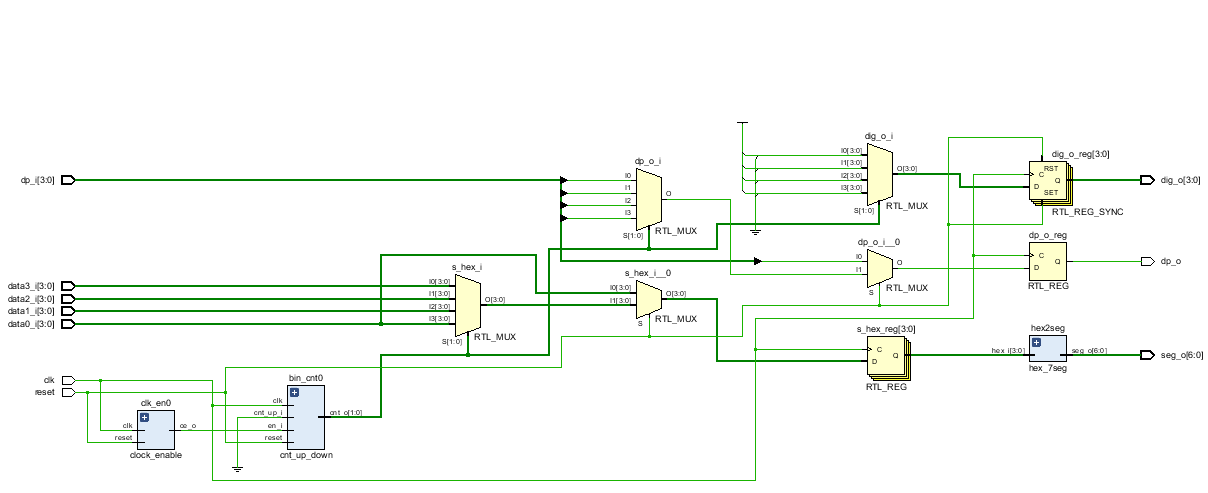 dp_i[3:0]
data3_i[3:0]
data2_i[3:0]
data1_i[3:0]
data0_i[3:0]
clk
reset
clk_en0
clk
reset
ce_o
clock_enable
bin_cnt0
clk
cnt_up_i
en_i
reset
cnt_o[1:0]
cnt_up_down
s_hex_i
I0[3:0]
I1[3:0]
I2[3:0]
I3[3:0]
O[3:0]
S[1:0]
RTL_MUX
dp_o_i
I0
I1
I2
I3
O
S[1:0]
RTL_MUX
s_hex_i__0
I0[3:0]
I1[3:0]
O[3:0]
S
RTL_MUX
dig_o_i
I0[3:0]
I1[3:0]
I2[3:0]
I3[3:0]
O[3:0]
S[1:0]
RTL_MUX
dp_o_i__0
I0
I1
O
S
RTL_MUX
s_hex_reg[3:0]
C
D
Q
RTL_REG
dig_o_reg[3:0]
RST
C
Q
D
SET
RTL_REG_SYNC
dp_o_reg
C
Q
D
RTL_REG
hex2seg
hex_i[3:0]
seg_o[6:0]
hex_7seg
dig_o[3:0]
dp_o
seg_o[6:0]